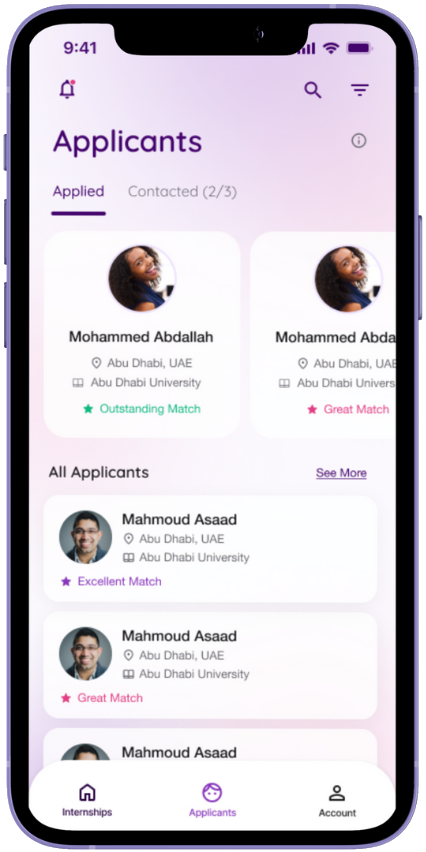 9:41
Applicants
Applied Contacted (2/3)
Mohammed Abdallah
Abu Dhabi, UAE
Abu Dhabi University
Outstanding Match
Mohammed Abda
Abu Dhabi, UAE
Abu Dhabi Univers
Great Match
All Applicants See More
Mahmoud Asaad
Abu Dhabi, UAE
Abu Dhabi University
Excellent Match
Mahmoud Asaad
Abu Dhabi, UAE
Abu Dhabi University
Great Match
Mahmoud Asaad
Internships Applicants Account